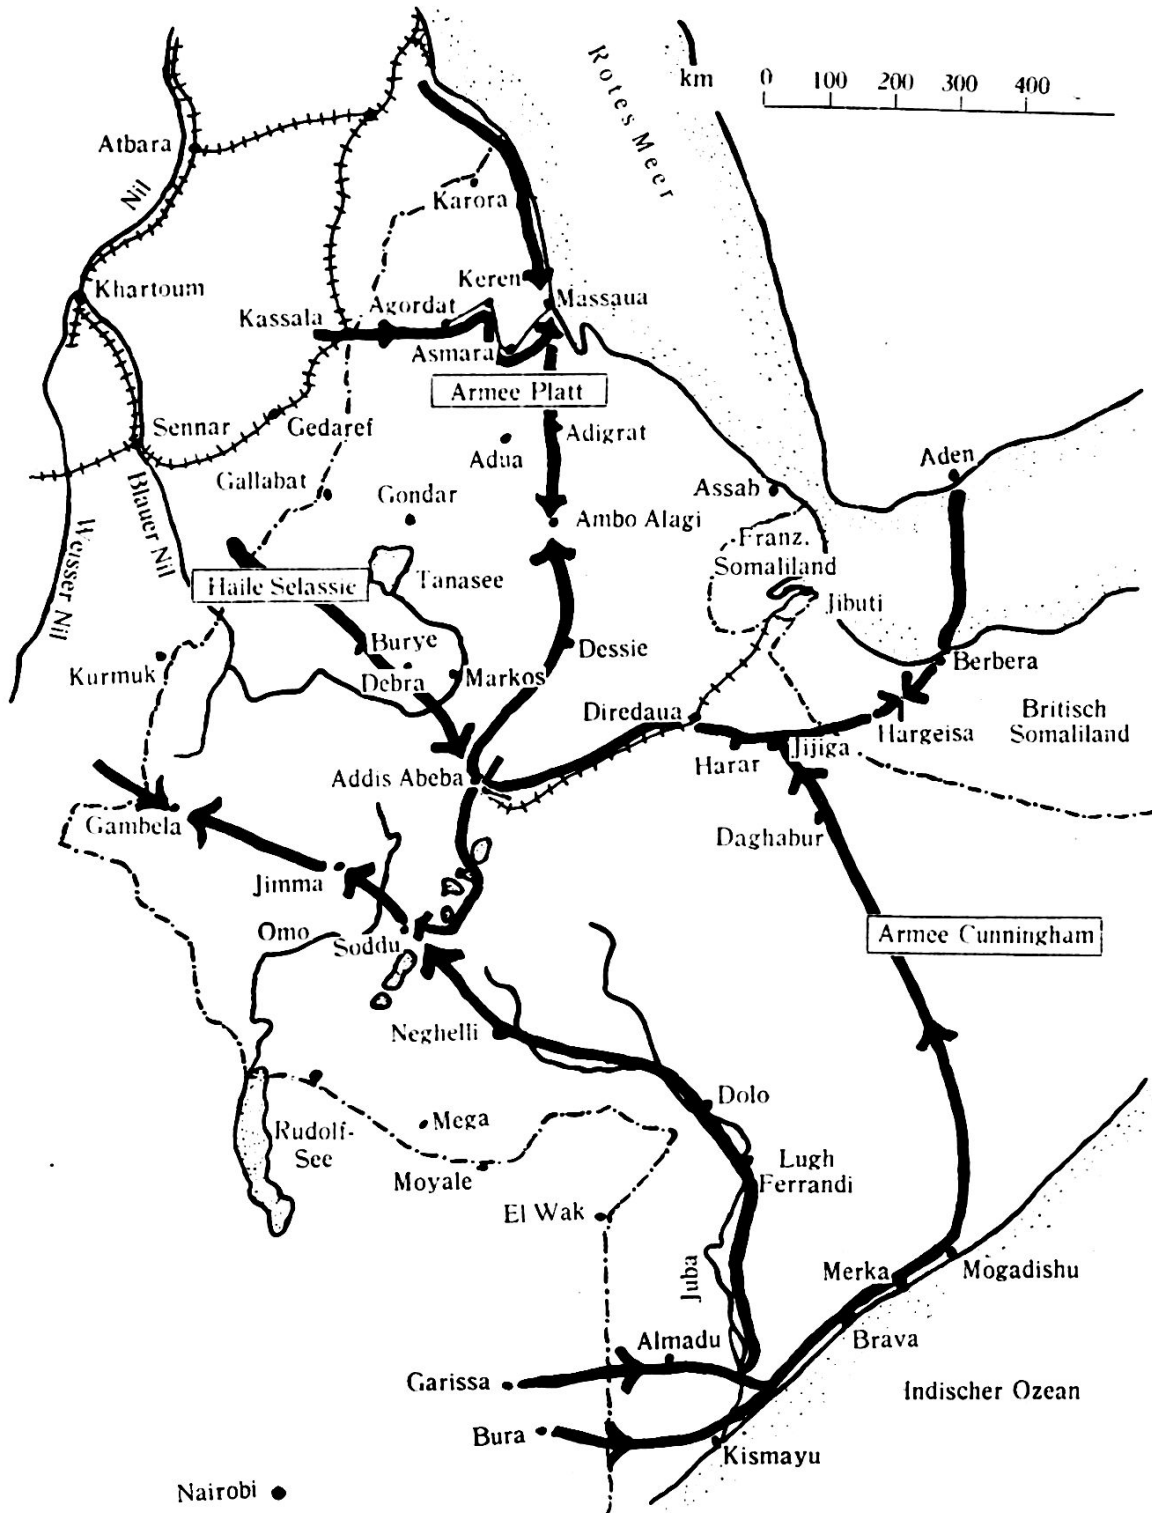 km 0 100 200 300 400
Rotes Meer
Atbara
Nil
Karora
Khartoum
Keren
Massaua
Kassala
Agordat
Asmara
Armee Platt
Sennar
Gedaref
Adigrat
Adua
Aden
Gallabat
Gondar
Assab
Ambo Alagi
Blauer Nil
Weisser Nil
Franz.
Somaliland
Haile Selassie
Tanasee
Jibuti
Burye
Dessie
Kurmuk
Debra Markos
Berbera
Diredaua
Hargeisa
Britisch
Somaliland
Harar
Jijiga
Addis Abeba
Gambela
Daghabur
Jimma
Omo
Soddu
Armee Cunningham
Neghelli
Dolo
Mega
Rudolf-
See
Moyale
Lugh
Ferrandi
El Wak
Juba
Merka
Mogadishu
Almadu
Brava
Garissa
Indischer Ozean
Bura
Kismayu
Nairobi